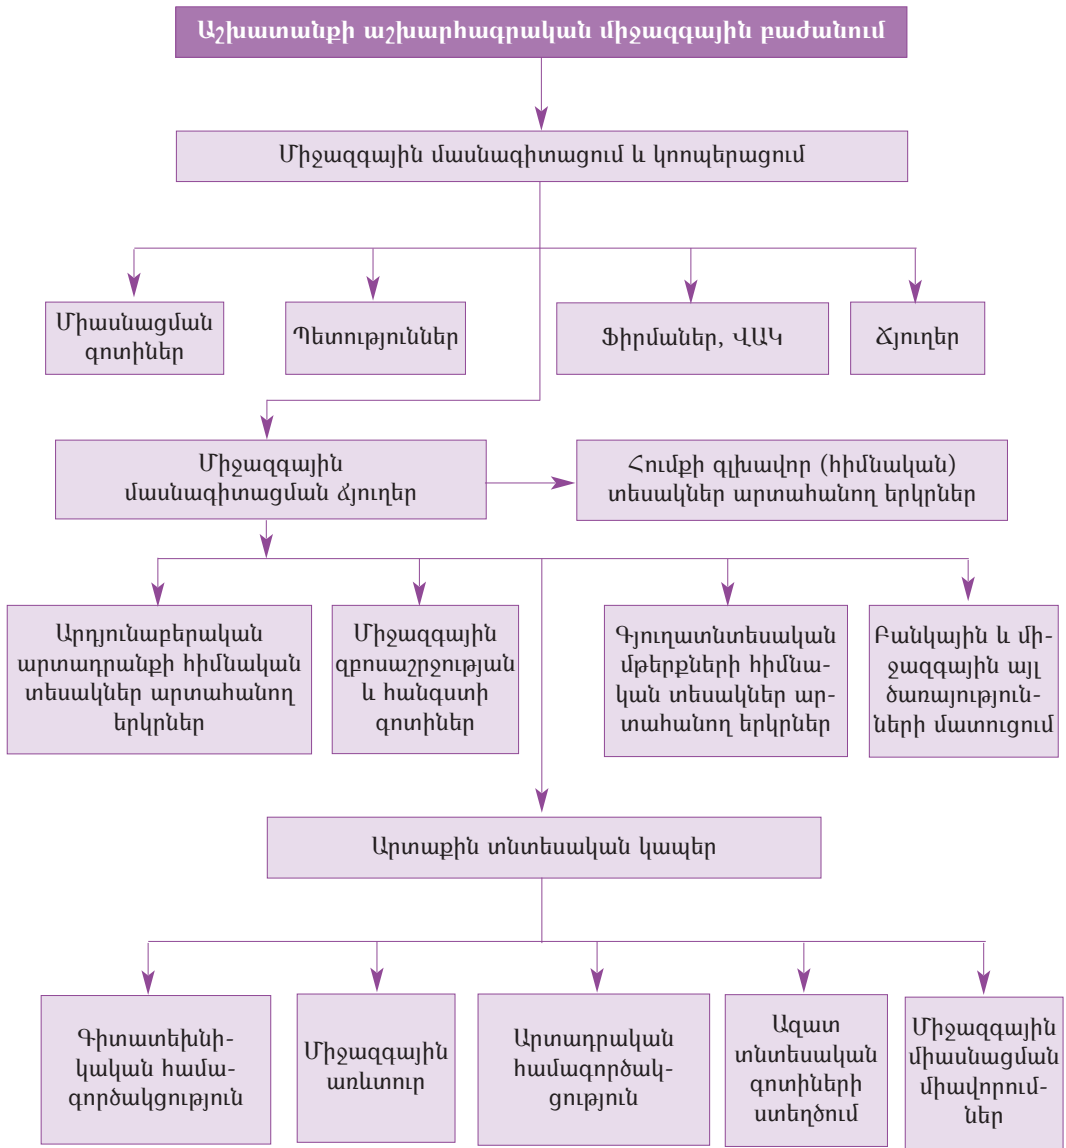 Աշխատանքի աշխարհագրական միջազգային բաժանում
Միջազգային մասնագիտացում և կոոպերացում
Միասնացման
գոտիներ
Պետություններ
Ֆիրմաներ, ՎԱԿ
Ճյուղեր
Միջազգային
մասնագիտացման ճյուղեր
Հումքի գլխավոր (հիմնական)
տեսակներ արտահանող երկրներ
Արդյունաբերական
արտադրանքի հիմնական
տեսակներ արտահանող
երկրներ
Միջազգային
զբոսաշրջության
և հանգստի
գոտիներ
Գյուղատնտեսական
մթերքների հիմնա-
կան տեսակներ ար-
տահանող երկրներ
Բանկային և մի-
ջազգային այլ
ծառայություն-
ների մատուցում
Արտաքին տնտեսական կապեր
Գիտատեխնի-
կական համա-
գործակցություն
Միջազգային
առևտուր
Արտադրական
համագործակ-
ցություն
Ազատ
տնտեսական
գոտիների
ստեղծում
Միջազգային
միասնացման
միավորում-
ներ